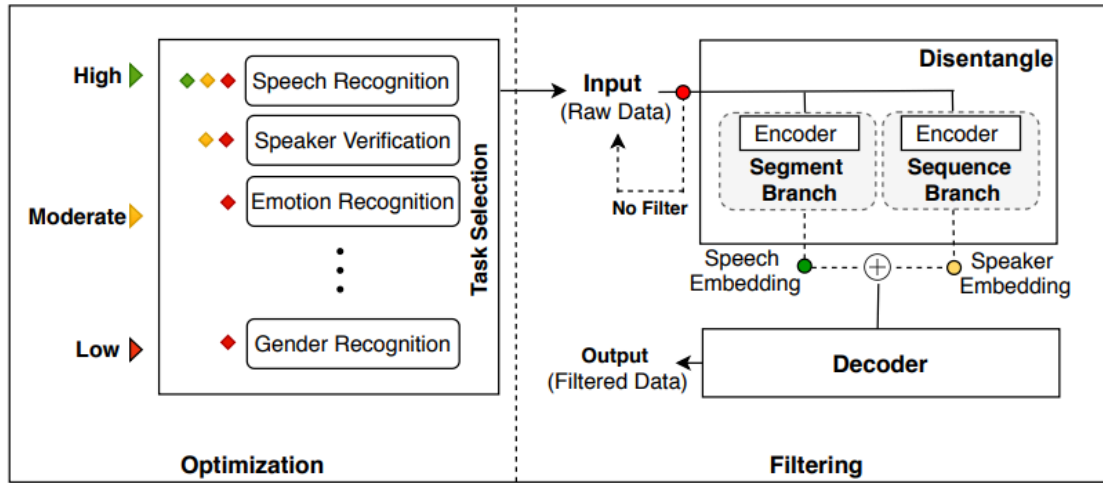 High
Moderate
Low
Speech Recognition
Speaker Verification
Emotion Recognition
Gender Recognition
Task Selection
Optimization
Input
(Raw Data)
No Filter
Disentangle
Encoder
Segment
Branch
Encoder
Sequence
Branch
Speech
Embedding
Speaker
Embedding
Decoder
Output
(Filtered Data)
Filtering